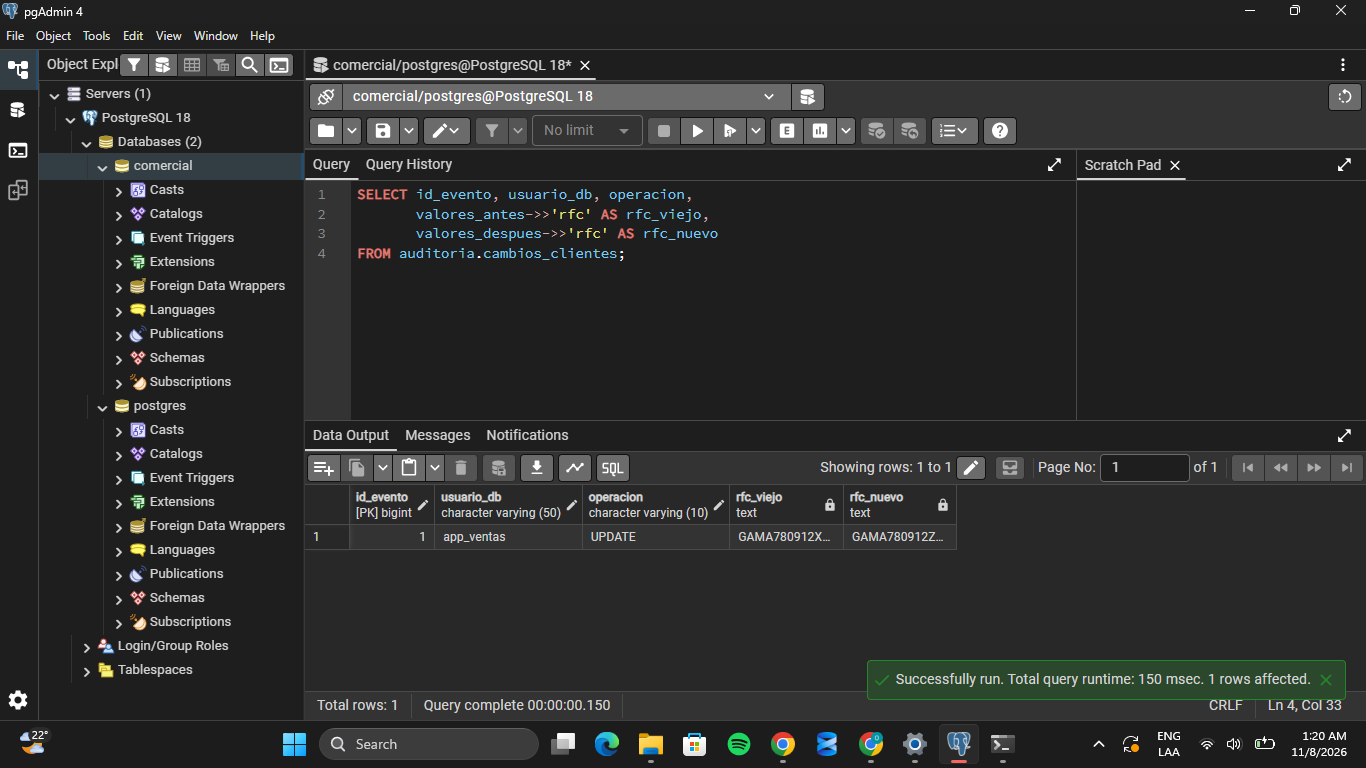 pgAdmin 4
File Object Tools Edit View Window Help
Object Expl
comercial/postgres@PostgreSQL 18*
Servers (1)
PostgreSQL 18
Databases (2)
comercial
Casts
Catalogs
Event Triggers
Extensions
Foreign Data Wrappers
Languages
Publications
Schemas
Subscriptions
postgres
Casts
Catalogs
Event Triggers
Extensions
Foreign Data Wrappers
Languages
Publications
Schemas
Subscriptions
Login/Group Roles
Tablespaces
comercial/postgres@PostgreSQL 18
No limit
E
Query Query History
Scratch Pad
1 SELECT id_evento, usuario_db, operacion,
2 valores_antes->>'rfc' AS rfc_viejo,
3 valores_despues->>'rfc' AS rfc_nuevo
4 FROM auditoria.cambios_clientes;
Data Output Messages Notifications
SQL Showing rows: 1 to 1 Page No: 1 of 1
id_evento usuario_db operacion rfc_viejo rfc_nuevo
[PK] bigint character varying (50) character varying (10) text text
1 1 app_ventas UPDATE GAMA780912X... GAMA780912Z...
Successfully run. Total query runtime: 150 msec. 1 rows affected.
Total rows: 1 Query complete 00:00:00.150 CRLF Ln 4, Col 33
22° Search ENG 1:20 AM
LAA 11/8/2026